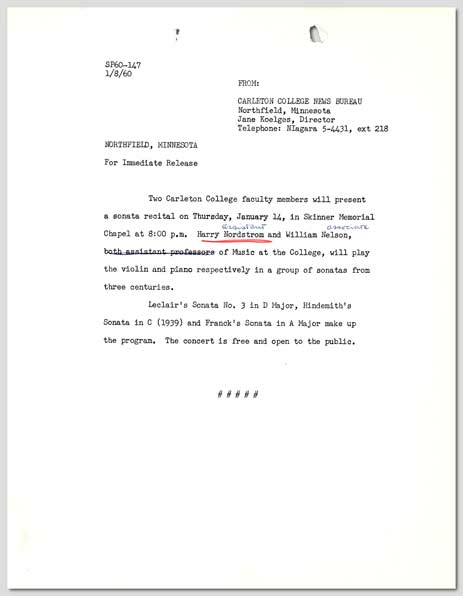 SP60-147
1/8/60
FROM:
CARLETON COLLEGE NEWS BUREAU
Northfield, Minnesota
Jane Koelges, Director
Telephone: NIagara 5-4431, ext 218
NORTHFIELD, MINNESOTA
For Immediate Release
Two Carleton College faculty members will present
a sonata recital on Thursday, January 14, in Skinner Memorial
assistant associate
Chapel at 8:00 p.m. Harry Nordstrom and William Nelson,
both assistant professors of Music at the College, will play
the violin and piano respectively in a group of sonatas from
three centuries.
Leclair's Sonata No. 3 in D Major, Hindemith's
Sonata in C (1939) and Franck's Sonata in A Major make up
the program. The concert is free and open to the public.
# # # # #